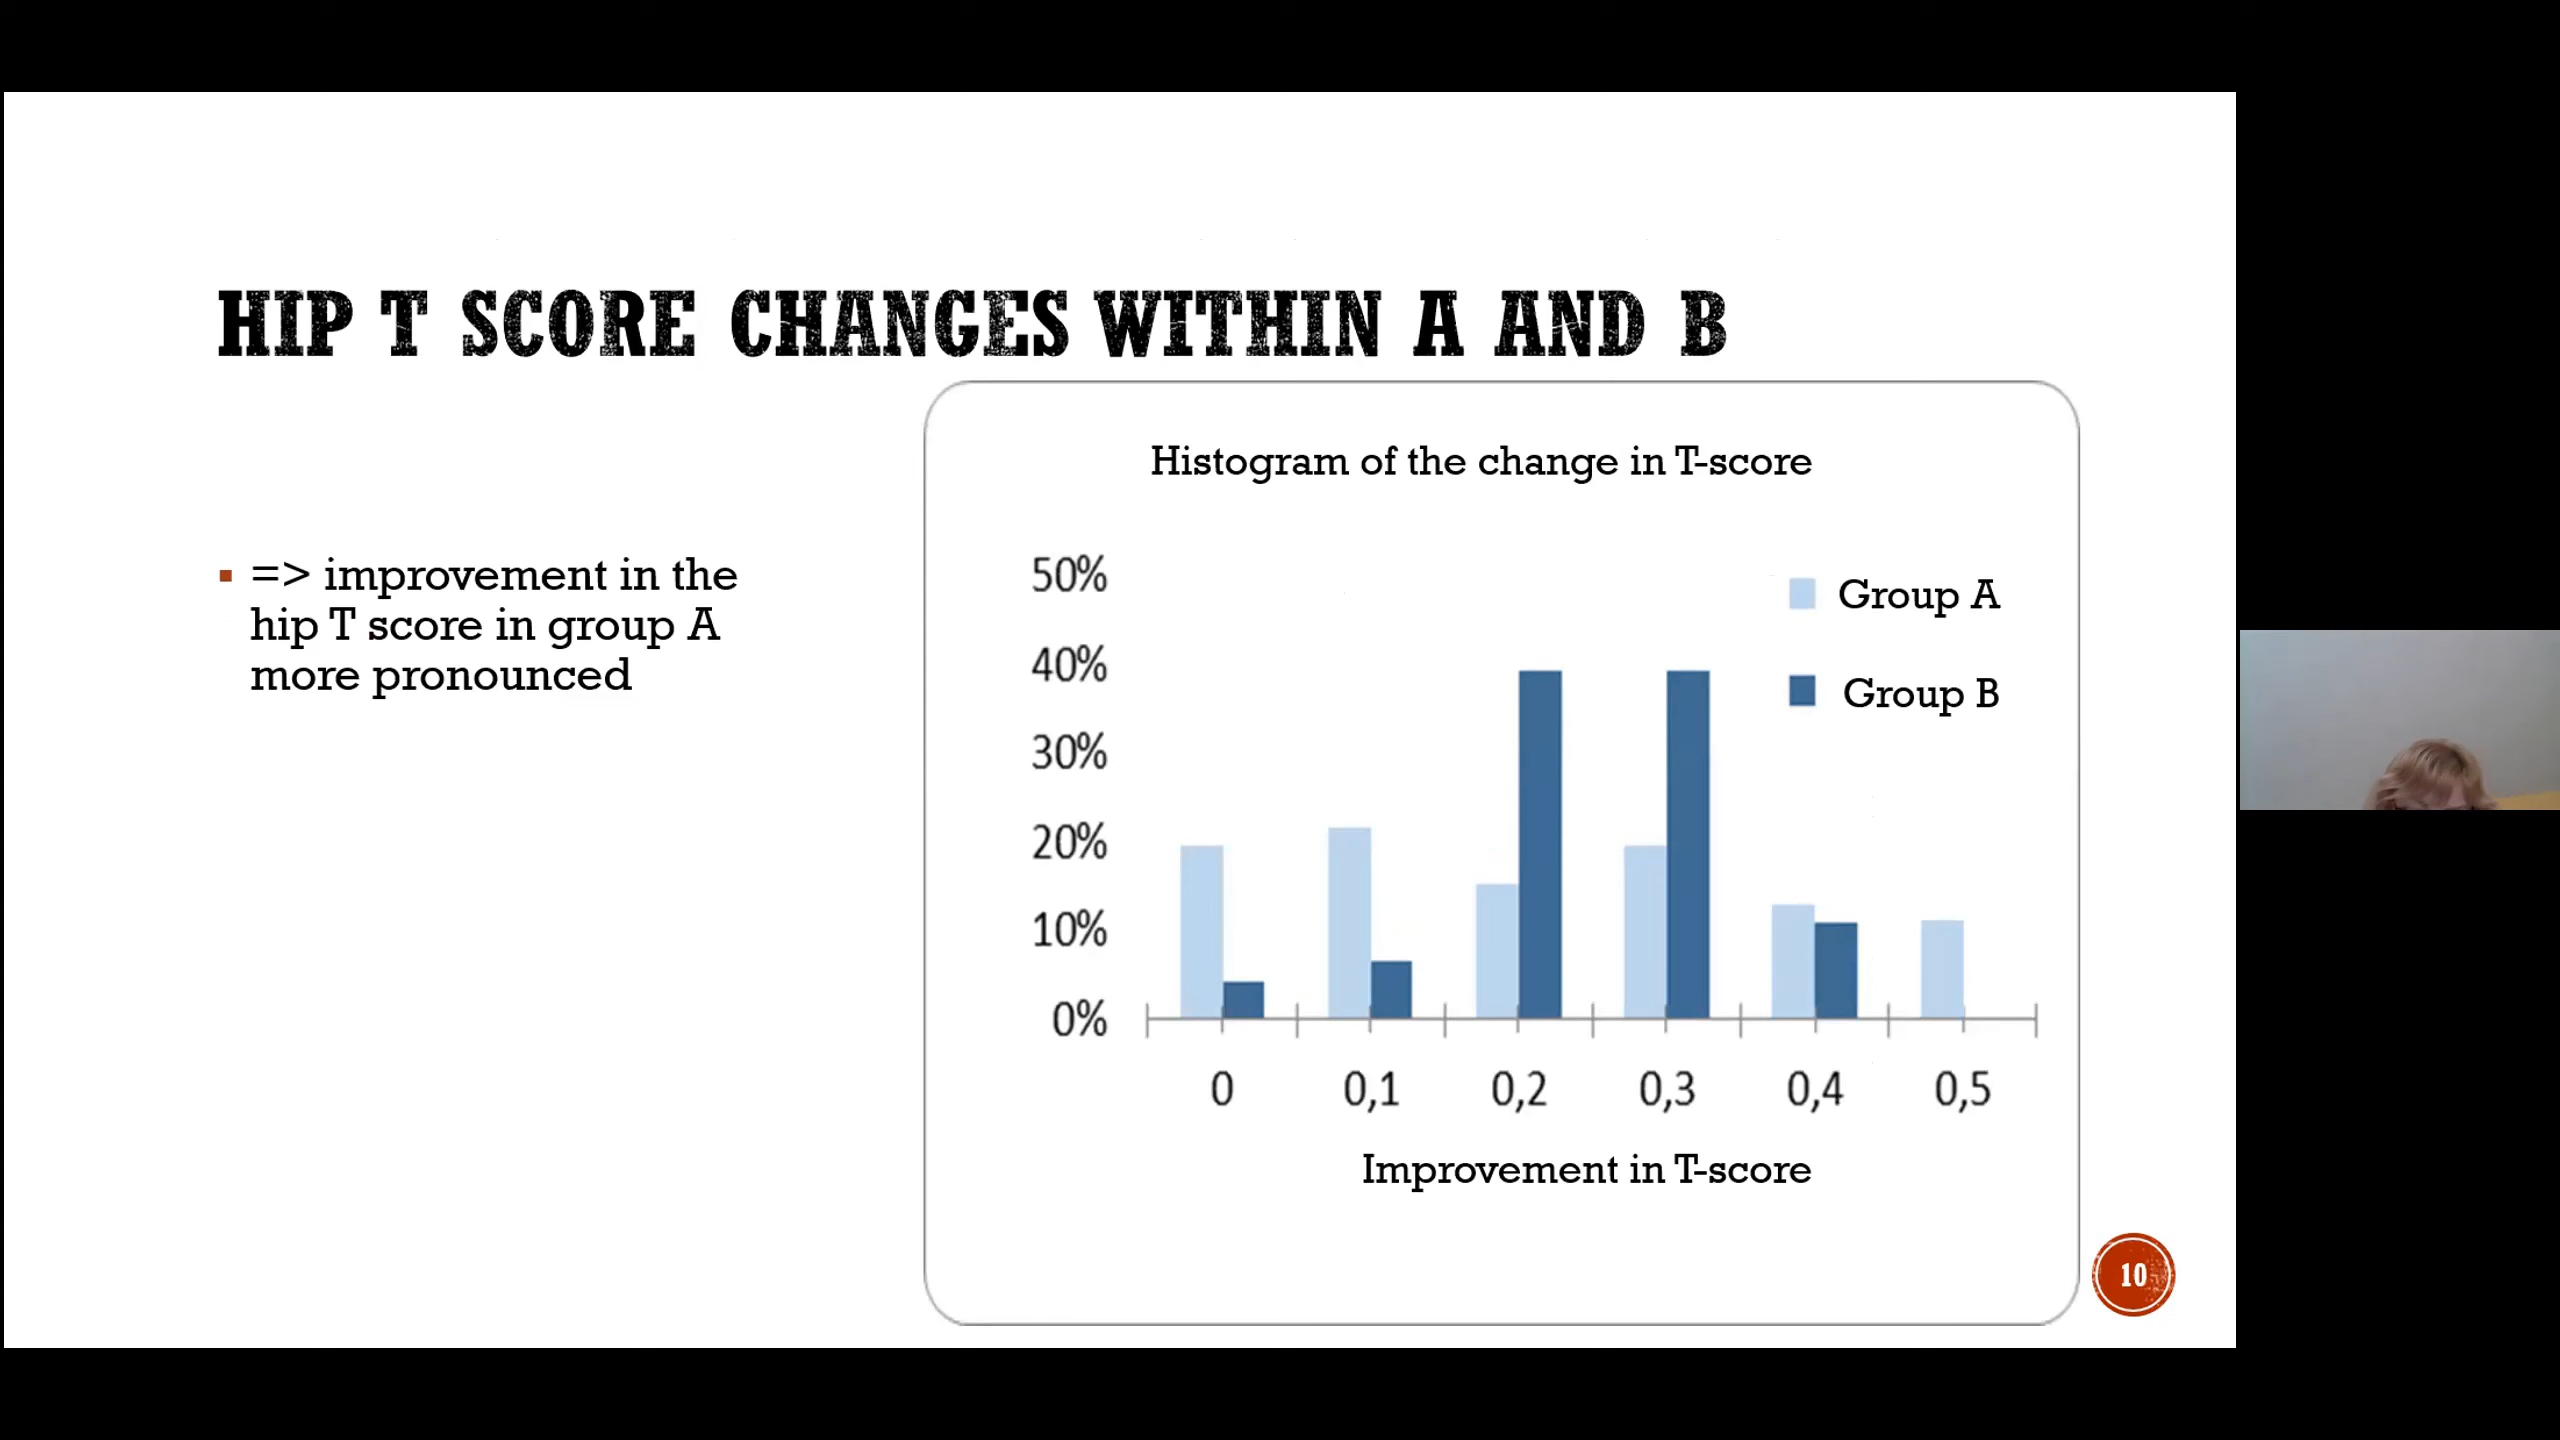 HIP T SCORE CHANGES WITHIN A AND B
=> improvement in the
hip T score in group A
more pronounced
Histogram of the change in T-score
50%
40%
30%
20%
10%
0%
Group A
Group B
0 0,1 0,2 0,3 0,4 0,5
Improvement in T-score
10